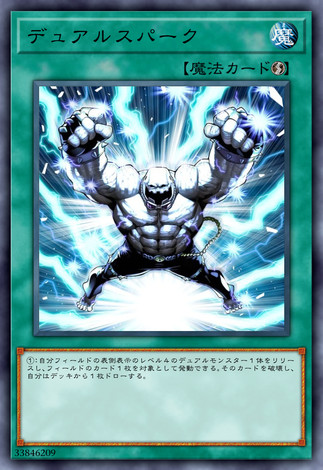 デュアルスパーク
魔
【魔法カード】
①:自分フィールドの表側表示のレベル4のデュアルモンスター1体をリリー
スし、フィールドのカード1枚を対象として発動できる。そのカードを破壊し、
自分はデッキから1枚ドローする。
33846209